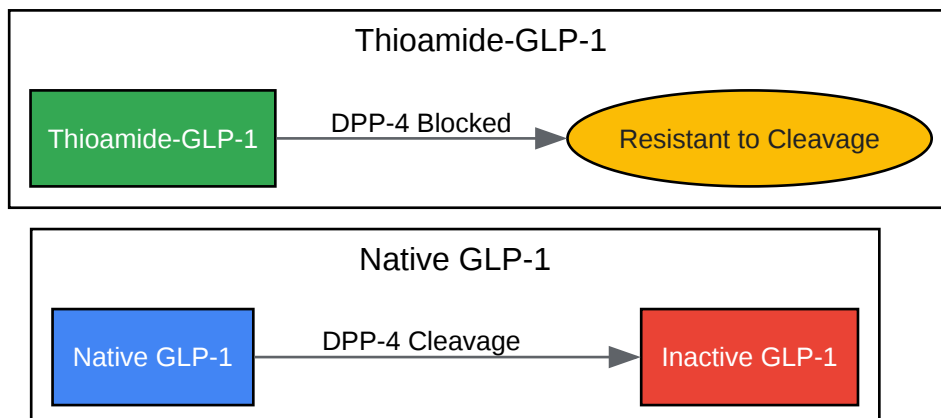 Thioamide-GLP-1
Thioamide-GLP-1
DPP-4 Blocked
Resistant to Cleavage
Native GLP-1
Native GLP-1
DPP-4 Cleavage
Inactive GLP-1